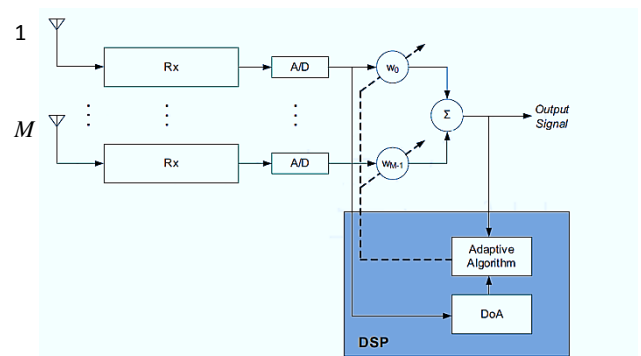 1
Rx
A/D
w0
Σ
Output
Signal
M
Rx
A/D
wM-1
Adaptive
Algorithm
DoA
DSP